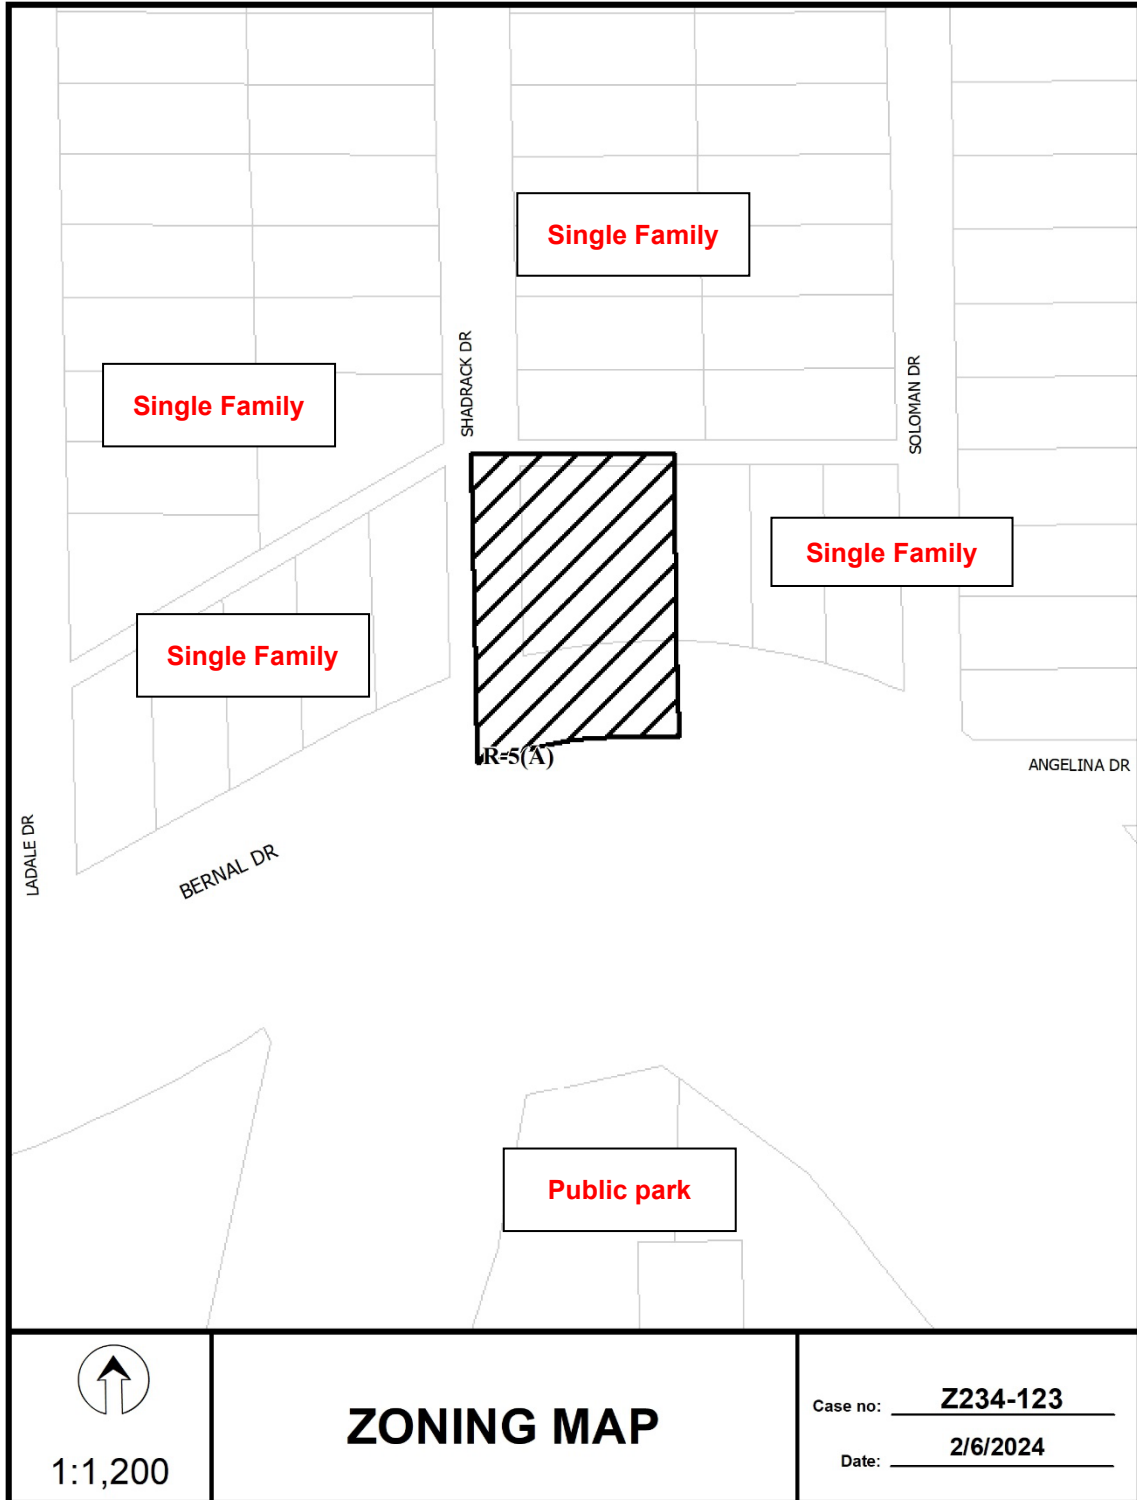 Single Family
SHADRACK DR
Single Family
SOLOMAN DR
Single Family
Single Family
R-5(A)
ANGELINA DR
LADALE DR
BERNAL DR
Public park
1:1,200
ZONING MAP
Case no: Z234-123
Date: 2/6/2024